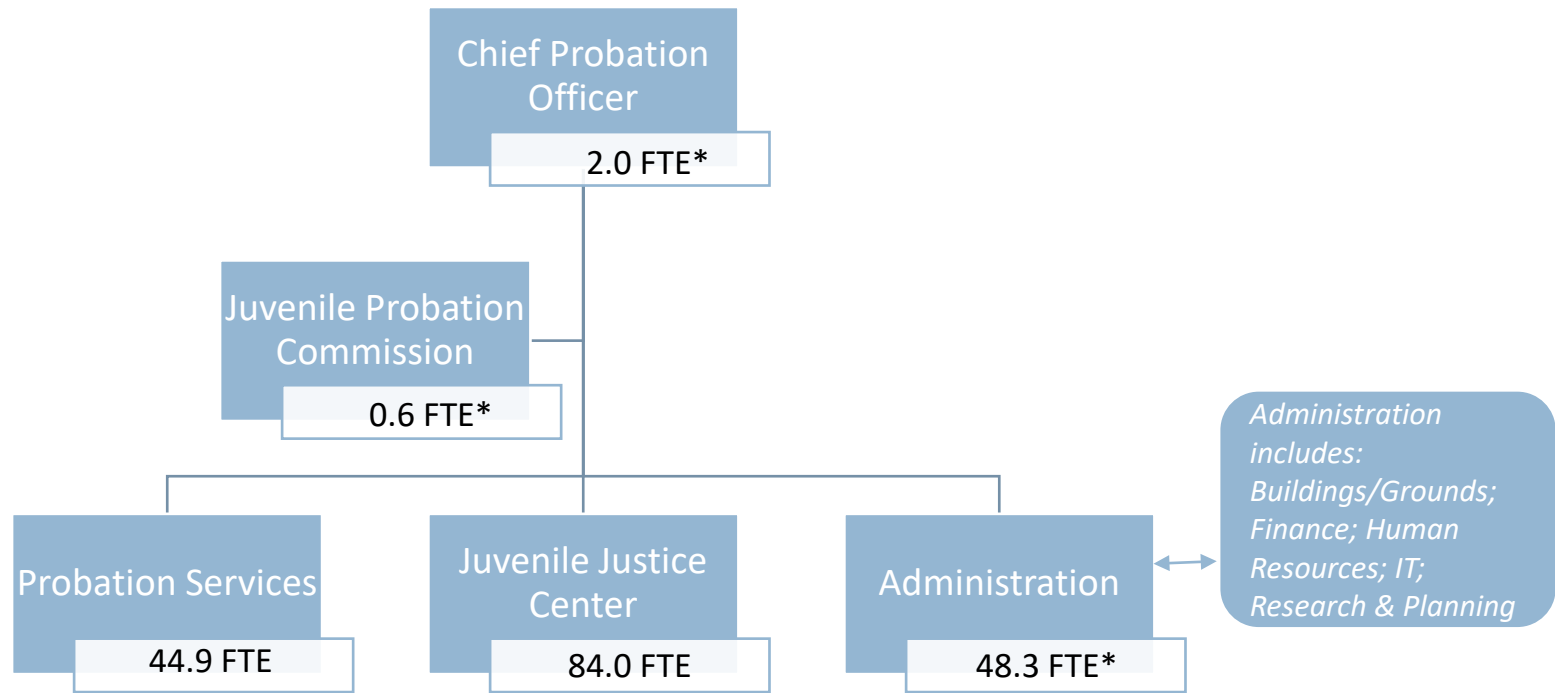 Chief Probation
Officer
2.0 FTE*
Juvenile Probation
Commission
0.6 FTE*
Probation Services
44.9 FTE
Juvenile Justice
Center
84.0 FTE
Administration
48.3 FTE*
Administration
includes:
Buildings/Grounds;
Finance; Human
Resources; IT;
Research & Planning